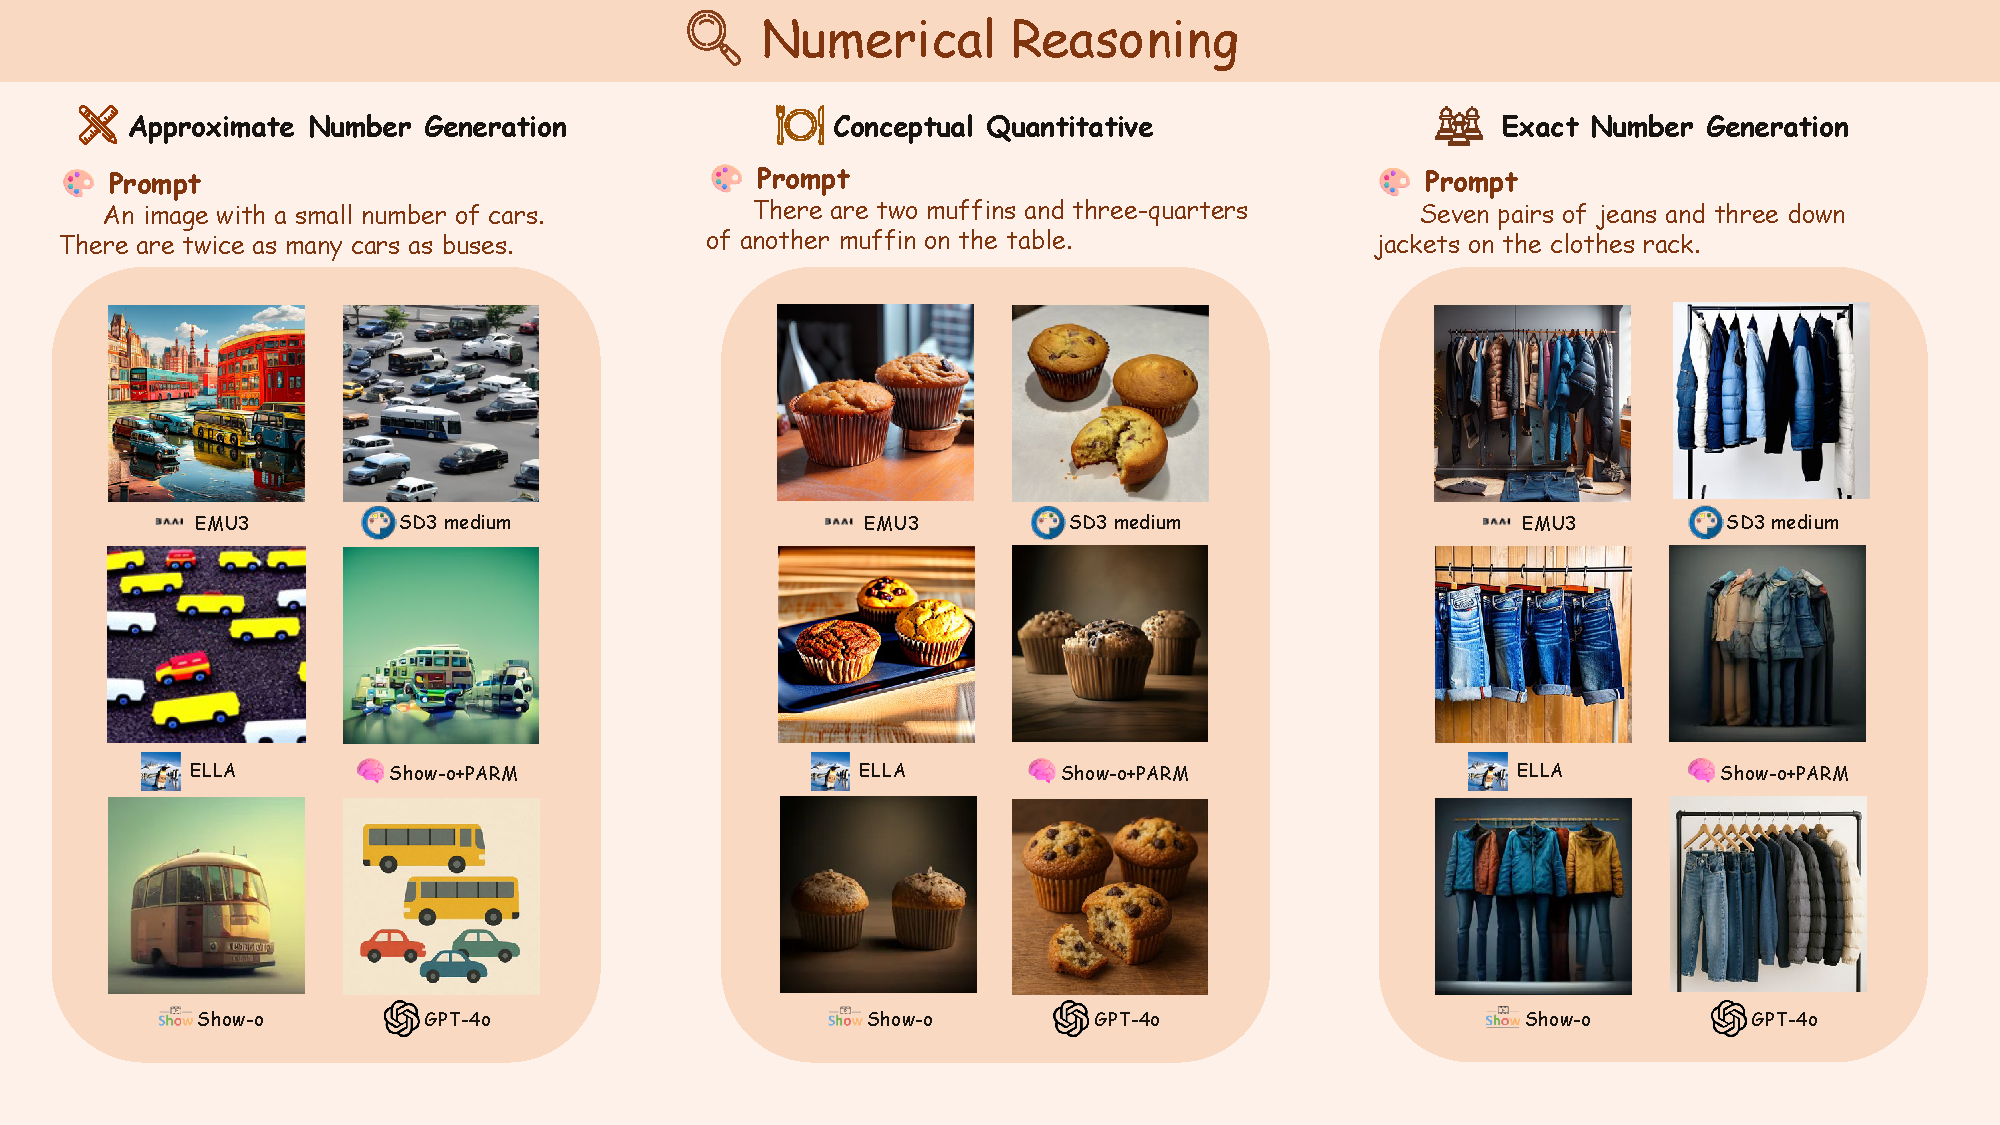 Numerical Reasoning
Approximate Number Generation
Prompt
An image with a small number of cars.
There are twice as many cars as buses.
BAAI EMU3
SD3 medium
ELLA
Show-o+PARM
Show Show-o
GPT-4o
Conceptual Quantitative
Prompt
There are two muffins and three-quarters
of another muffin on the table.
BAAI EMU3
SD3 medium
ELLA
Show-o+PARM
Show Show-o
GPT-4o
Exact Number Generation
Prompt
Seven pairs of jeans and three down
jackets on the clothes rack.
BAAI EMU3
SD3 medium
ELLA
Show-o+PARM
Show Show-o
GPT-4o